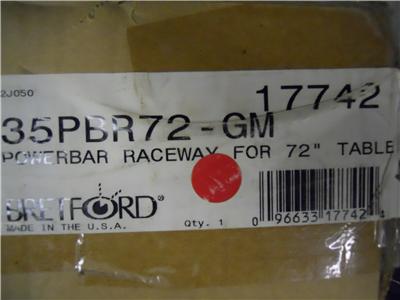 2J050
17742
35PBR72-GM
POWERBAR RACEWAY FOR 72" TABLE
BRETFORD®
Qty. 1
MADE IN THE U.S.A.
0 96633 17742 4